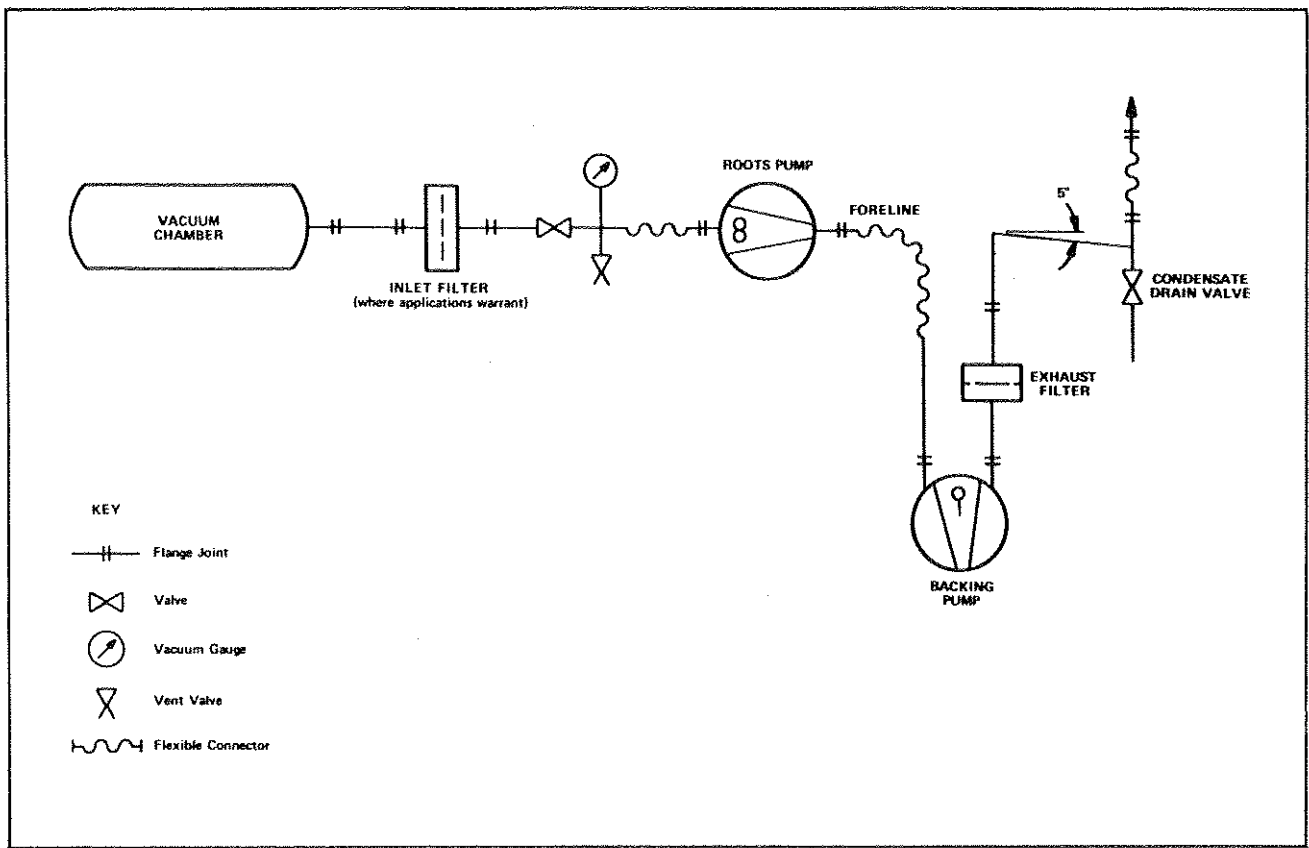 VACUUM
CHAMBER
INLET FILTER
(where applications warrant)
ROOTS PUMP
FORELINE
5°
CONDENSATE
DRAIN VALVE
EXHAUST
FILTER
BACKING
PUMP
KEY
Flange Joint
Valve
Vacuum Gauge
Vent Valve
Flexible Connector